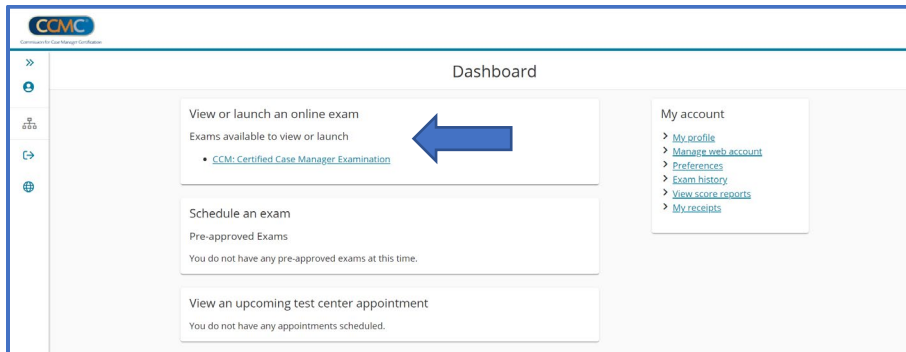 CCMC
Commission for Case Manager Certification
Dashboard
View or launch an online exam
Exams available to view or launch
CCM: Certified Case Manager Examination
Schedule an exam
Pre-approved Exams
You do not have any pre-approved exams at this time.
View an upcoming test center appointment
You do not have any appointments scheduled.
My account
My profile
Manage web account
Preferences
Exam history
View score reports
My receipts